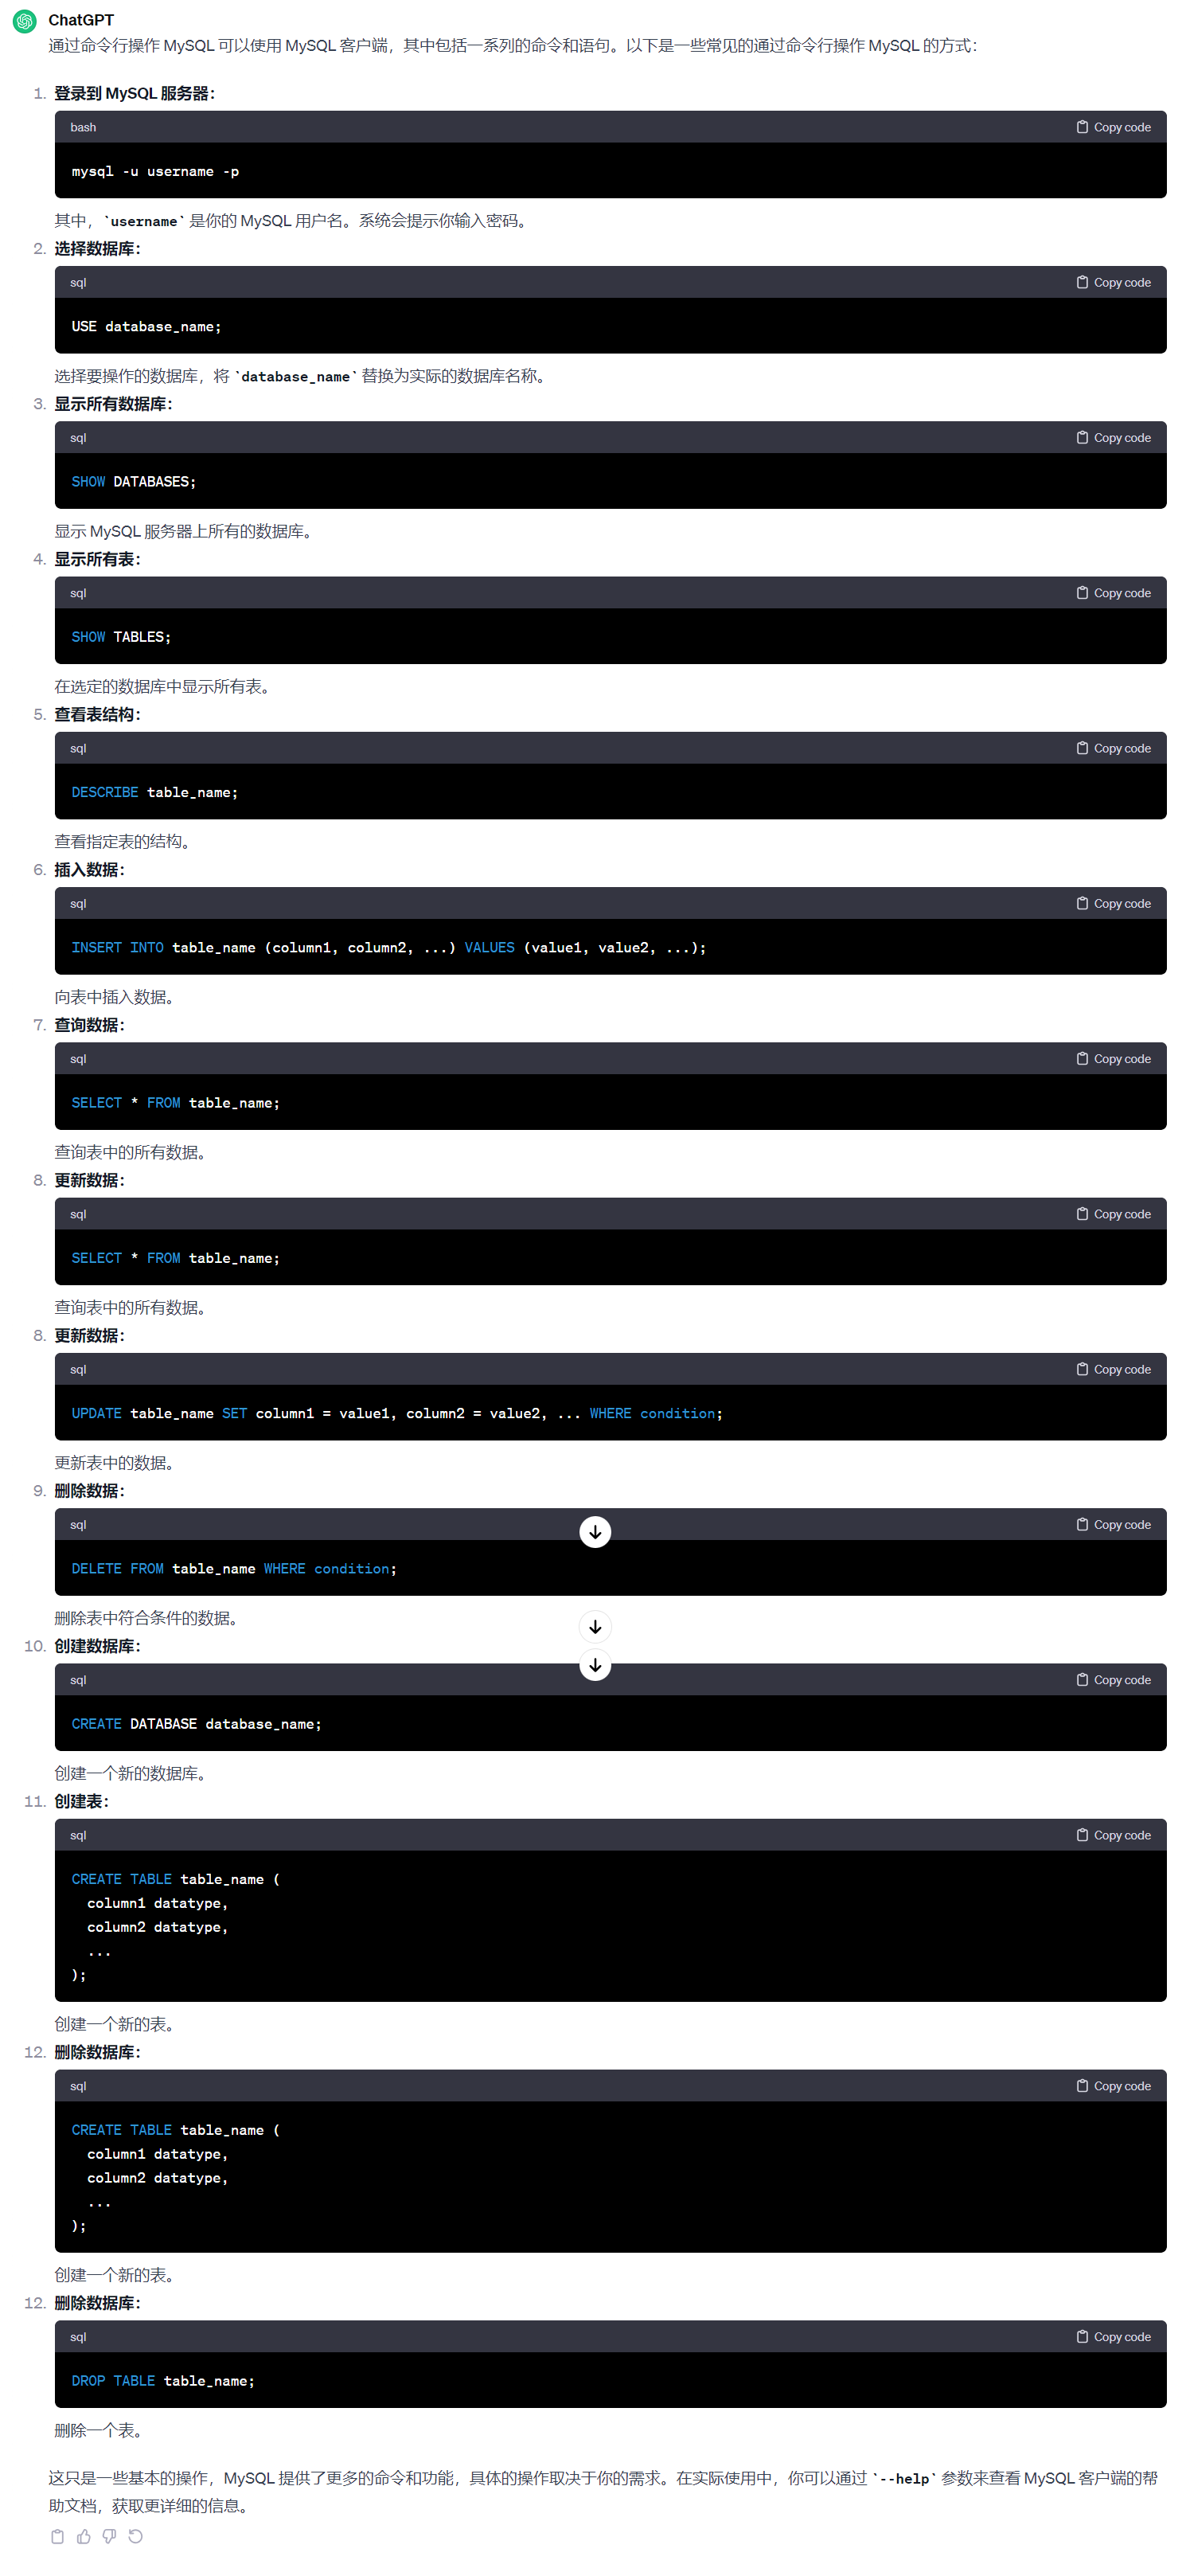 ChatGPT
通过命令行操作 MySQL 可以使用 MySQL 客户端，其中包括一系列的命令和语句。以下是一些常见的通过命令行操作 MySQL 的方式：
1. 登录到 MySQL 服务器：
bash Copy code
mysql -u username -p
其中，`username` 是你的 MySQL 用户名。系统会提示你输入密码。
2. 选择数据库：
sql Copy code
USE database_name;
选择要操作的数据库，将 `database_name` 替换为实际的数据库名称。
3. 显示所有数据库：
sql Copy code
SHOW DATABASES;
显示 MySQL 服务器上所有的数据库。
4. 显示所有表：
sql Copy code
SHOW TABLES;
在选定的数据库中显示所有表。
5. 查看表结构：
sql Copy code
DESCRIBE table_name;
查看指定表的结构。
6. 插入数据：
sql Copy code
INSERT INTO table_name (column1, column2, ...) VALUES (value1, value2, ...);
向表中插入数据。
7. 查询数据：
sql Copy code
SELECT * FROM table_name;
查询表中的所有数据。
8. 更新数据：
sql Copy code
SELECT * FROM table_name;
查询表中的所有数据。
8. 更新数据：
sql Copy code
UPDATE table_name SET column1 = value1, column2 = value2, ... WHERE condition;
更新表中的数据。
9. 删除数据：
sql Copy code
DELETE FROM table_name WHERE condition;
删除表中符合条件的数据。
10. 创建数据库：
sql Copy code
CREATE DATABASE database_name;
创建一个新的数据库。
11. 创建表：
sql Copy code
CREATE TABLE table_name (
column1 datatype,
column2 datatype,
...
);
创建一个新的表。
12. 删除数据库：
sql Copy code
CREATE TABLE table_name (
column1 datatype,
column2 datatype,
...
);
创建一个新的表。
12. 删除数据库：
sql Copy code
DROP TABLE table_name;
删除一个表。
这只是一些基本的操作，MySQL 提供了更多的命令和功能，具体的操作取决于你的需求。在实际使用中，你可以通过 `--help` 参数来查看 MySQL 客户端的帮
助文档，获取更详细的信息。